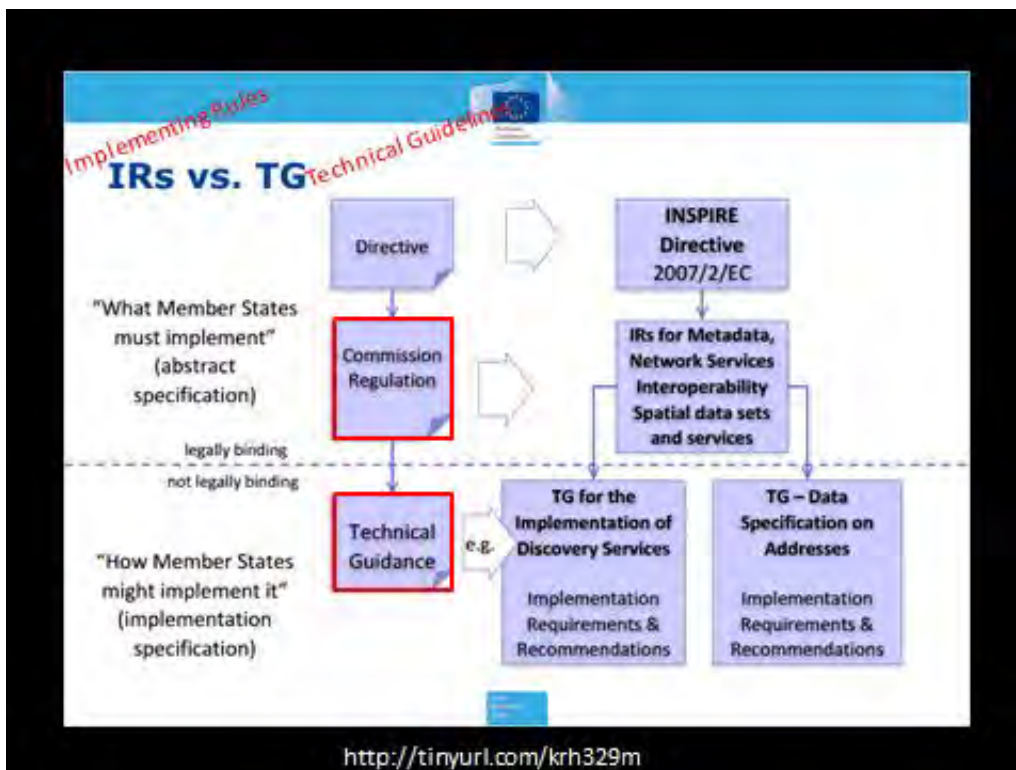 Implementing Rules
Technical Guidelines
IRs vs. TG
Directive
INSPIRE
Directive
2007/2/EC
"What Member States
must implement"
(abstract
specification)
Commission
Regulation
IRs for Metadata,
Network Services
Interoperability
Spatial data sets
and services
legally binding
not legally binding
Technical
Guidance
e.g.
TG for the
Implementation of
Discovery Services
Implementation
Requirements &
Recommendations
TG – Data
Specification on
Addresses
Implementation
Requirements &
Recommendations
"How Member States
might implement it"
(implementation
specification)
http://tinyurl.com/krh329m